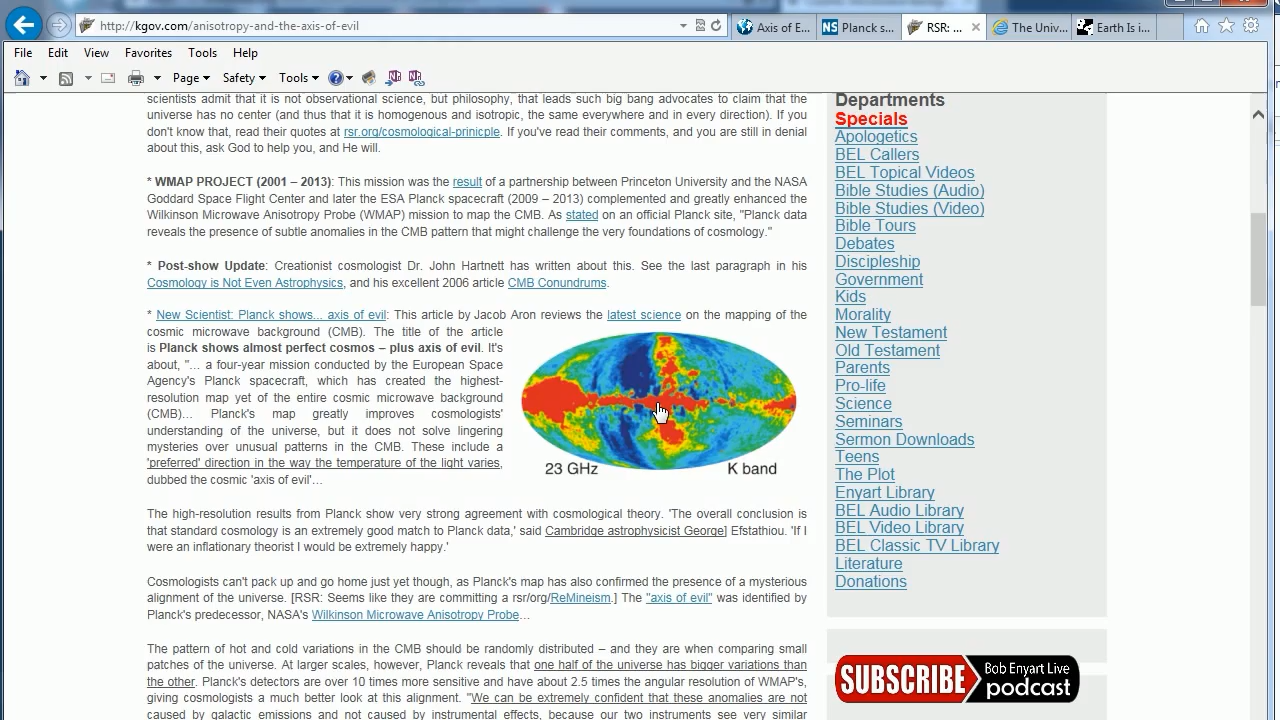 http://kgov.com/anisotropy-and-the-axis-of-evil
Axis of E...
NS Planck s...
RSR: ...
The Univ...
Earth Is i...
File Edit View Favorites Tools Help
Page Safety Tools
scientists admit that it is not observational science, but philosophy, that leads such big bang advocates to claim that the
universe has no center (and thus that it is homogenous and isotropic, the same everywhere and in every direction). If you
don't know that, read their quotes at rsr.org/cosmological-prinicple. If you've read their comments, and you are still in denial
about this, ask God to help you, and He will.
* WMAP PROJECT (2001 – 2013): This mission was the result of a partnership between Princeton University and the NASA
Goddard Space Flight Center and later the ESA Planck spacecraft (2009 – 2013) complemented and greatly enhanced the
Wilkinson Microwave Anisotropy Probe (WMAP) mission to map the CMB. As stated on an official Planck site, "Planck data
reveals the presence of subtle anomalies in the CMB pattern that might challenge the very foundations of cosmology."
* Post-show Update: Creationist cosmologist Dr. John Hartnett has written about this. See the last paragraph in his
Cosmology is Not Even Astrophysics, and his excellent 2006 article CMB Conundrums.
* New Scientist: Planck shows... axis of evil: This article by Jacob Aron reviews the latest science on the mapping of the
cosmic microwave background (CMB). The title of the article
is Planck shows almost perfect cosmos – plus axis of evil. It's
about, "... a four-year mission conducted by the European Space
Agency's Planck spacecraft, which has created the highest-
resolution map yet of the entire cosmic microwave background
(CMB)... Planck's map greatly improves cosmologists'
understanding of the universe, but it does not solve lingering
mysteries over unusual patterns in the CMB. These include a
'preferred' direction in the way the temperature of the light varies,
dubbed the cosmic 'axis of evil'...
23 GHz
K band
The high-resolution results from Planck show very strong agreement with cosmological theory. 'The overall conclusion is
that standard cosmology is an extremely good match to Planck data,' said Cambridge astrophysicist George] Efstathiou. 'If I
were an inflationary theorist I would be extremely happy.'
Cosmologists can't pack up and go home just yet though, as Planck's map has also confirmed the presence of a mysterious
alignment of the universe. [RSR: Seems like they are committing a rsr/org/ReMineism.] The "axis of evil" was identified by
Planck's predecessor, NASA's Wilkinson Microwave Anisotropy Probe...
The pattern of hot and cold variations in the CMB should be randomly distributed – and they are when comparing small
patches of the universe. At larger scales, however, Planck reveals that one half of the universe has bigger variations than
the other. Planck's detectors are over 10 times more sensitive and have about 2.5 times the angular resolution of WMAP's,
giving cosmologists a much better look at this alignment. "We can be extremely confident that these anomalies are not
caused by galactic emissions and not caused by instrumental effects, because our two instruments see very similar
Departments
Specials
Apologetics
BEL Callers
BEL Topical Videos
Bible Studies (Audio)
Bible Studies (Video)
Bible Tours
Debates
Discipleship
Government
Kids
Morality
New Testament
Old Testament
Parents
Pro-life
Science
Seminars
Sermon Downloads
Teens
The Plot
Enyart Library
BEL Audio Library
BEL Video Library
BEL Classic TV Library
Literature
Donations
SUBSCRIBE
Bob Enyart Live
podcast